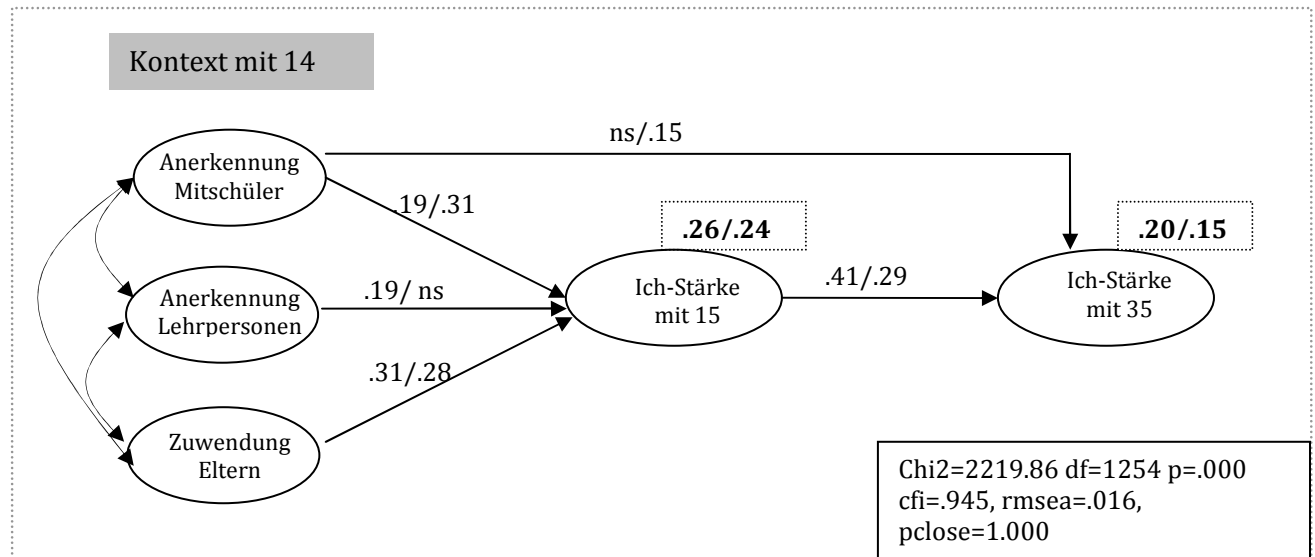 Kontext mit 14
ns/.15
Anerkennung
Mitschüler
.19/.31
.26/.24
.20/.15
Anerkennung
Lehrpersonen
.19/ ns
Ich-Stärke
mit 15
.41/.29
Ich-Stärke
mit 35
.31/.28
Zuwendung
Eltern
Chi2=2219.86 df=1254 p=.000
cfi=.945, rmsea=.016,
pclose=1.000